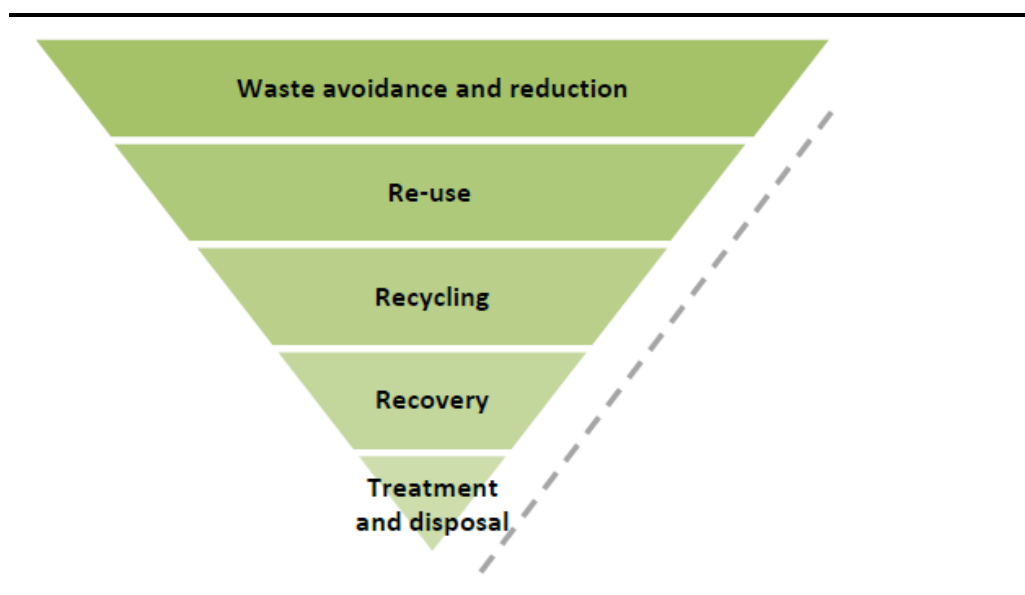 Waste avoidance and reduction
Re-use
Recycling
Recovery
Treatment
and disposal